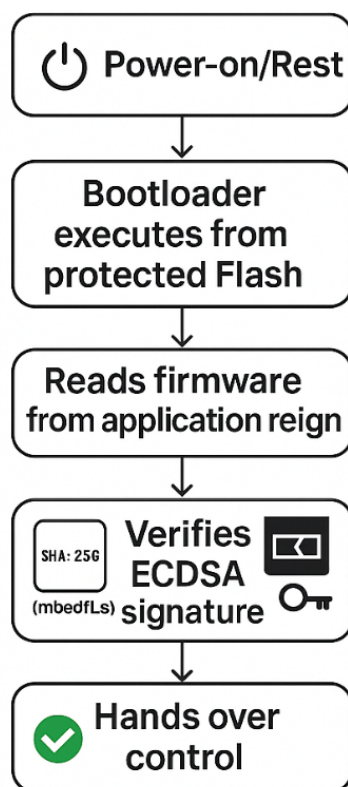 Power-on/Rest
Bootloader
executes from
protected Flash
Reads firmware
from application reign
SHA: 25G
(mbedfLs)
Verifies
ECDSA
signature
Hands over
control